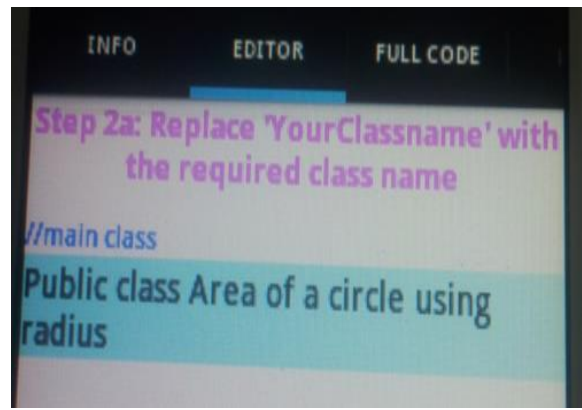 INFO EDITOR FULL CODE
Step 2a: Replace 'YourClassname' with
the required class name
//main class
Public class Area of a circle using
radius